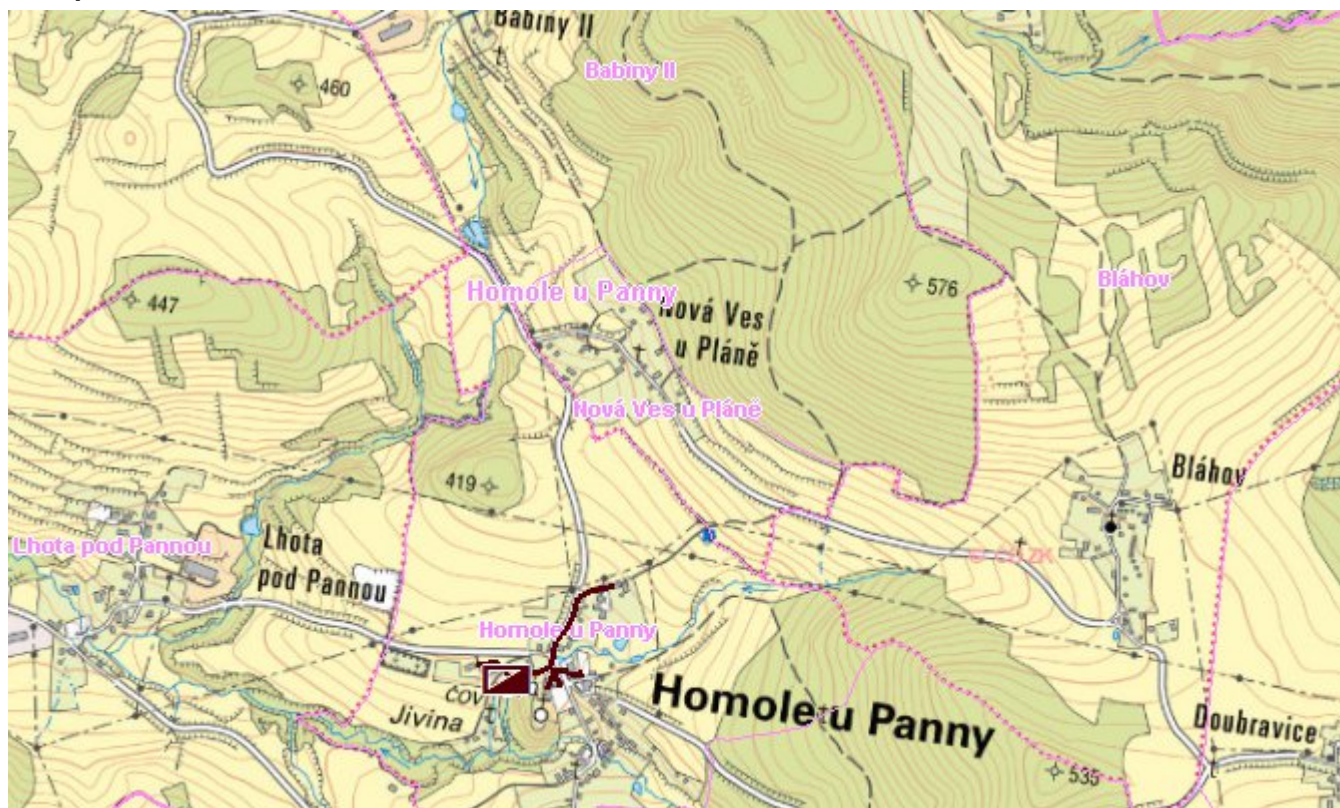 Babiny II
Babiny II
460
Bláhov
576
Homole u Panny
447
Nová Ves
u Pláně
Nová Ves u Pláně
419
Bláhov
Lhota pod Pannou
Lhota
pod Pannou
© ČÚZK
Homole u Panny
ČOV
Jivina
Homole u Panny
Doubravice
535